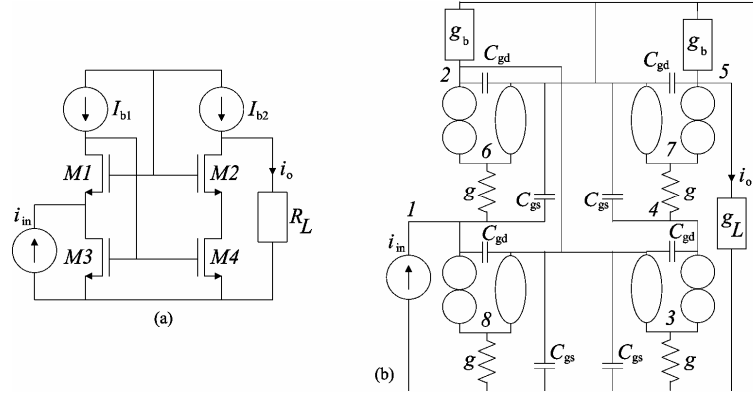 I_b1
I_b2
M1
M2
i_o
i_in
R_L
M3
M4
(a)
g_b
g_b
C_gd
C_gd
2
5
6
7
g
C_gs
C_gs
g
i_o
1
4
i_in
C_gd
C_gd
g_L
8
3
g
C_gs
C_gs
g
(b)